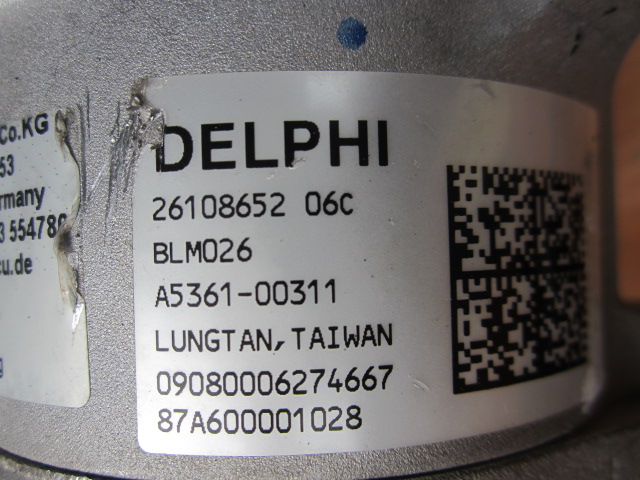 Co.KG
53
rmany
3 55478
cu.de
DELPHI
26108652 06C
BLM026
A5361-00311
LUNGTAN, TAIWAN
09080006274667
87A600001028